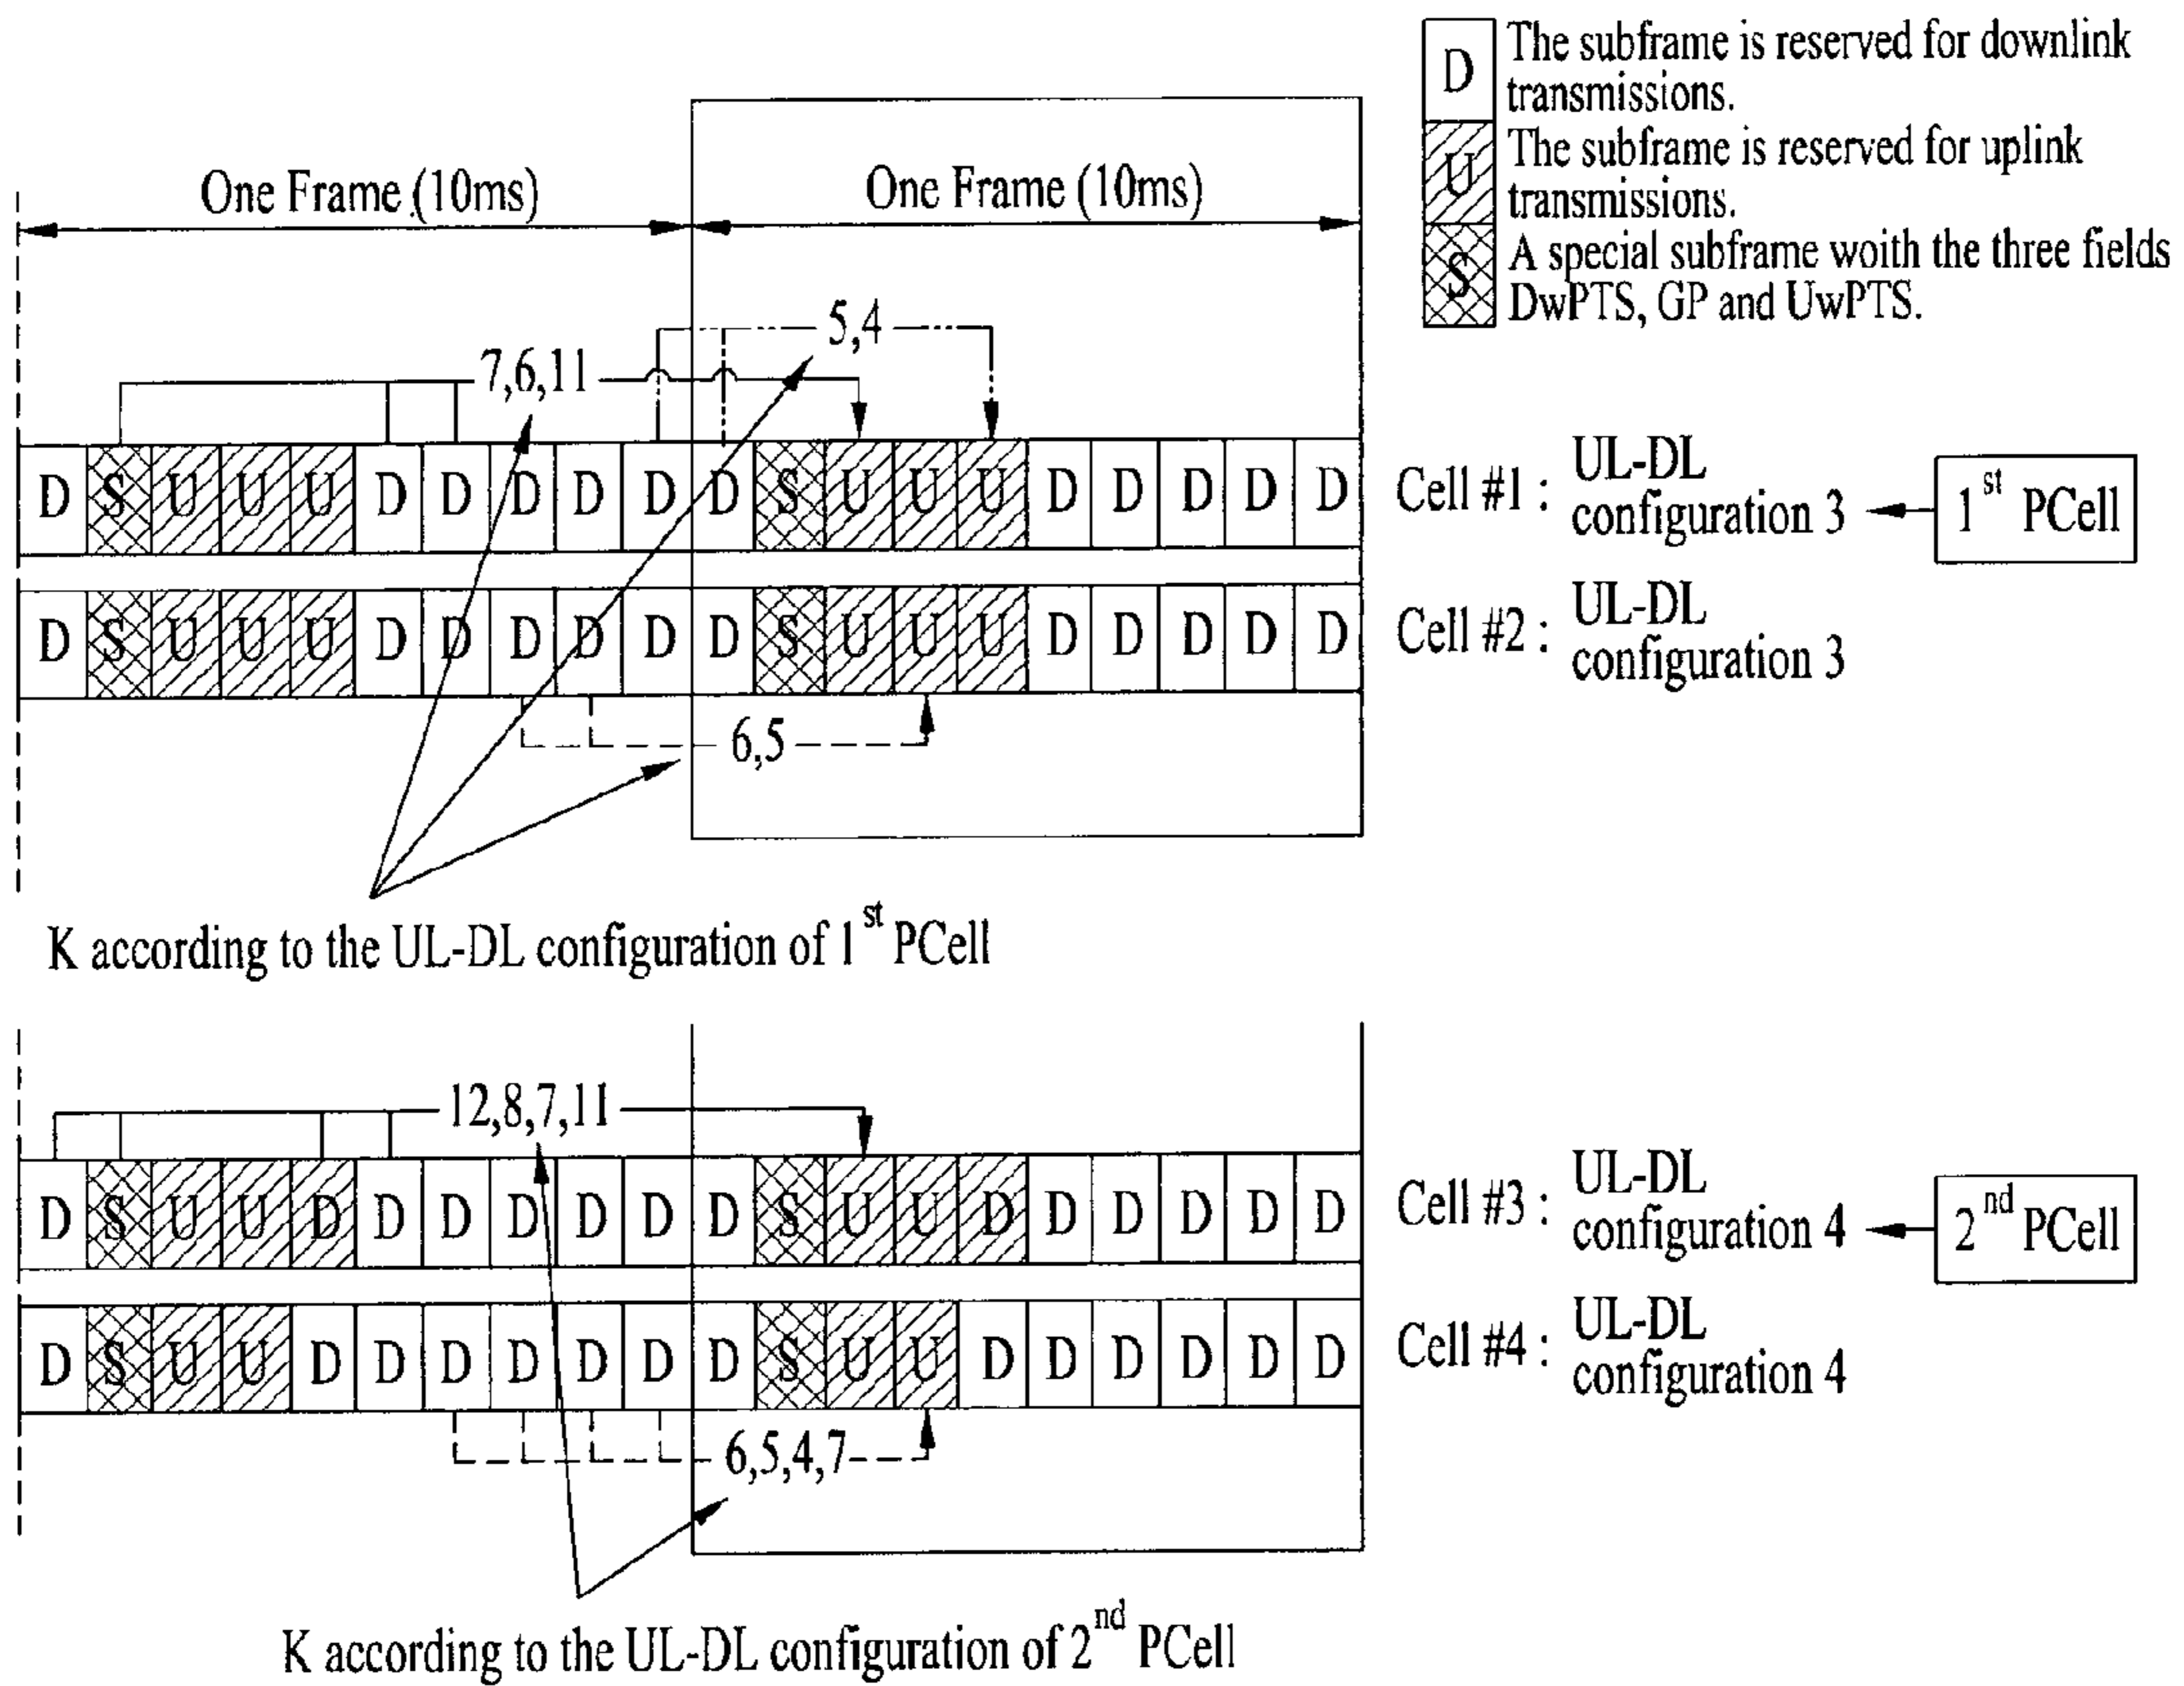 D The subframe is reserved for downlink
transmissions.
U The subframe is reserved for uplink
transmissions.
S A special subframe woith the three fields
DwPTS, GP and UwPTS.
One Frame (10ms) One Frame (10ms)
5,4
7,6,11
D S U U U D D D D D D S U U U D D D D D
Cell #1 : UL-DL
configuration 3
1st PCell
D S U U U D D D D D D S U U U D D D D D
Cell #2 : UL-DL
configuration 3
6,5
K according to the UL-DL configuration of 1st PCell
12,8,7,11
D S U U D D D D D D D S U U D D D D D D
Cell #3 : UL-DL
configuration 4
2nd PCell
D S U U D D D D D D D S U U D D D D D D
Cell #4 : UL-DL
configuration 4
6,5,4,7
K according to the UL-DL configuration of 2nd PCell